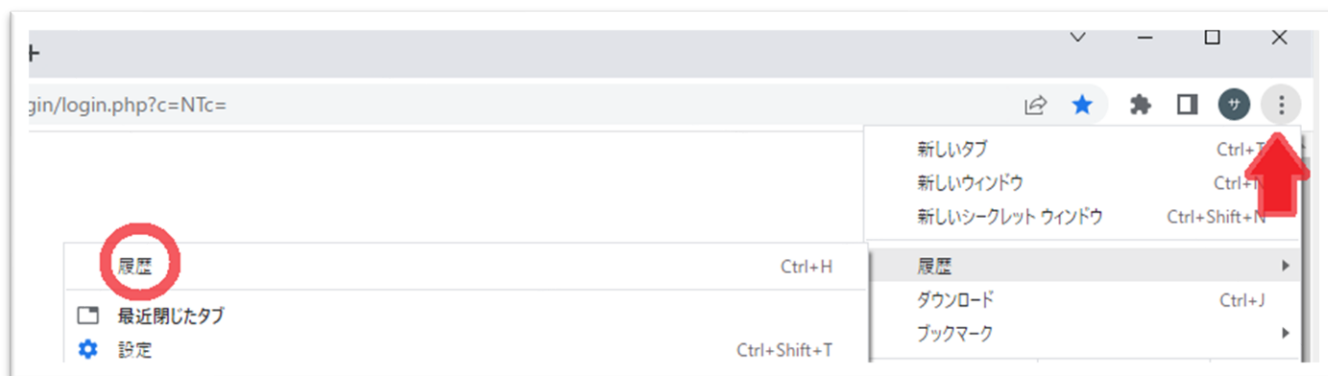 gin/login.php?c=NTc=
サ
新しいタブ Ctrl+T
新しいウィンドウ
新しいシークレット ウィンドウ Ctrl+Shift+N
履歴 Ctrl+H
履歴
ダウンロード Ctrl+J
最近閉じたタブ
ブックマーク
設定 Ctrl+Shift+T